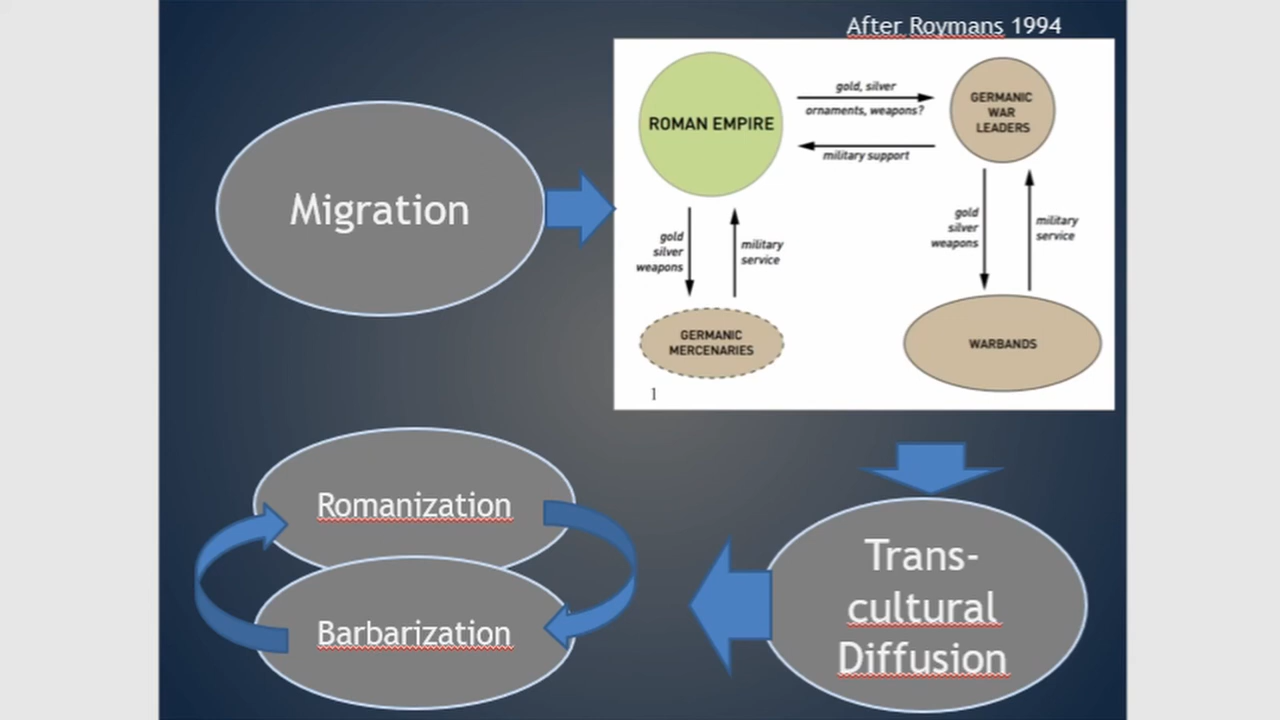 After Roymans 1994
Migration
ROMAN EMPIRE
gold, silver
ornaments, weapons?
military support
GERMANIC
WAR
LEADERS
gold
silver
weapons
military
service
gold
silver
weapons
military
service
GERMANIC
MERCENARIES
WARBANDS
1
Romanization
Barbarization
Trans-
cultural
Diffusion